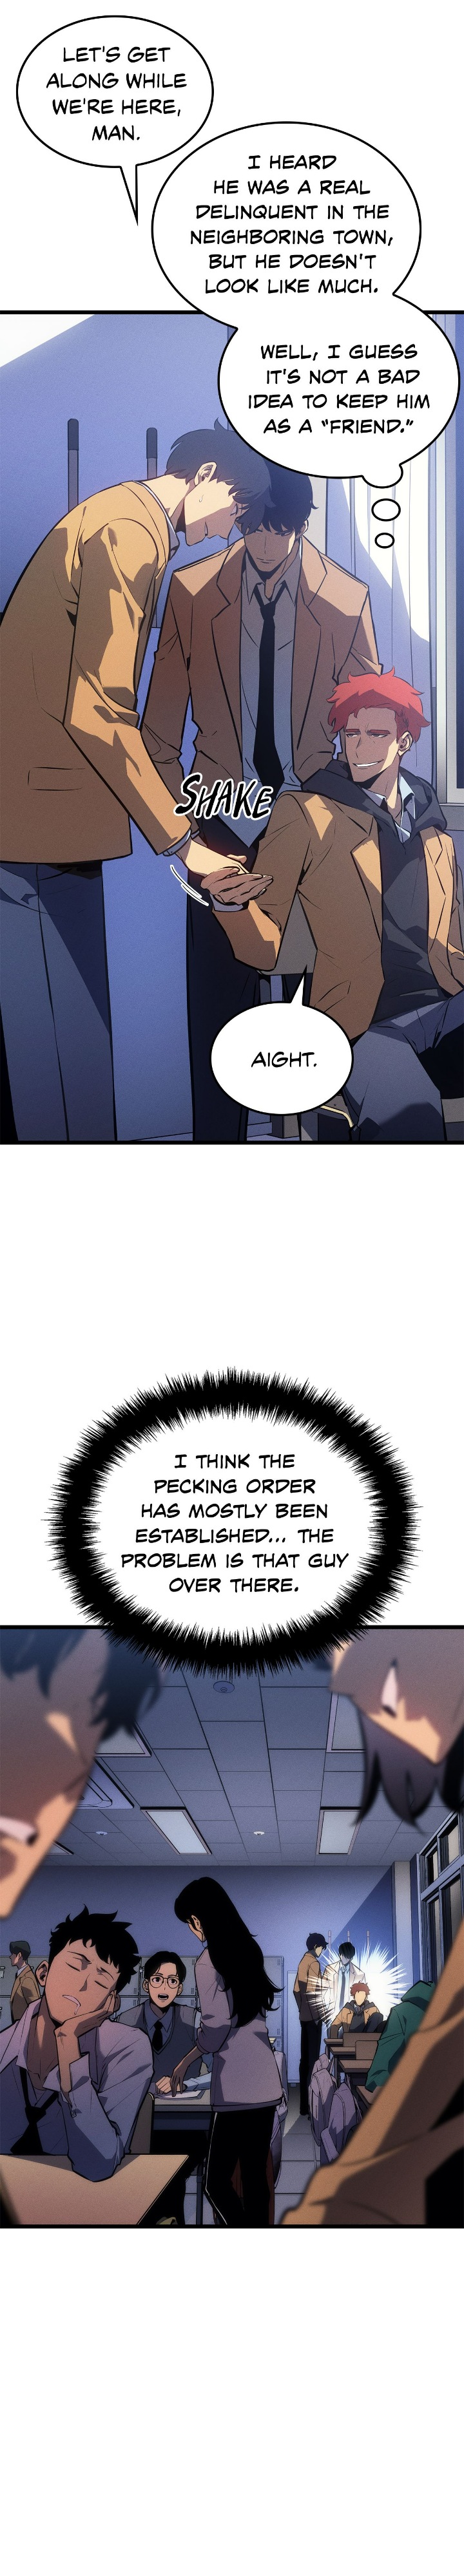 LET'S GET
ALONG WHILE
WE'RE HERE,
MAN.
I HEARD
HE WAS A REAL
DELINQUENT IN THE
NEIGHBORING TOWN,
BUT HE DOESN'T
LOOK LIKE MUCH.
WELL, I GUESS
IT'S NOT A BAD
IDEA TO KEEP HIM
AS A "FRIEND."
SHAKE
AIGHT.
I THINK THE
PECKING ORDER
HAS MOSTLY BEEN
ESTABLISHED... THE
PROBLEM IS THAT GUY
OVER THERE.